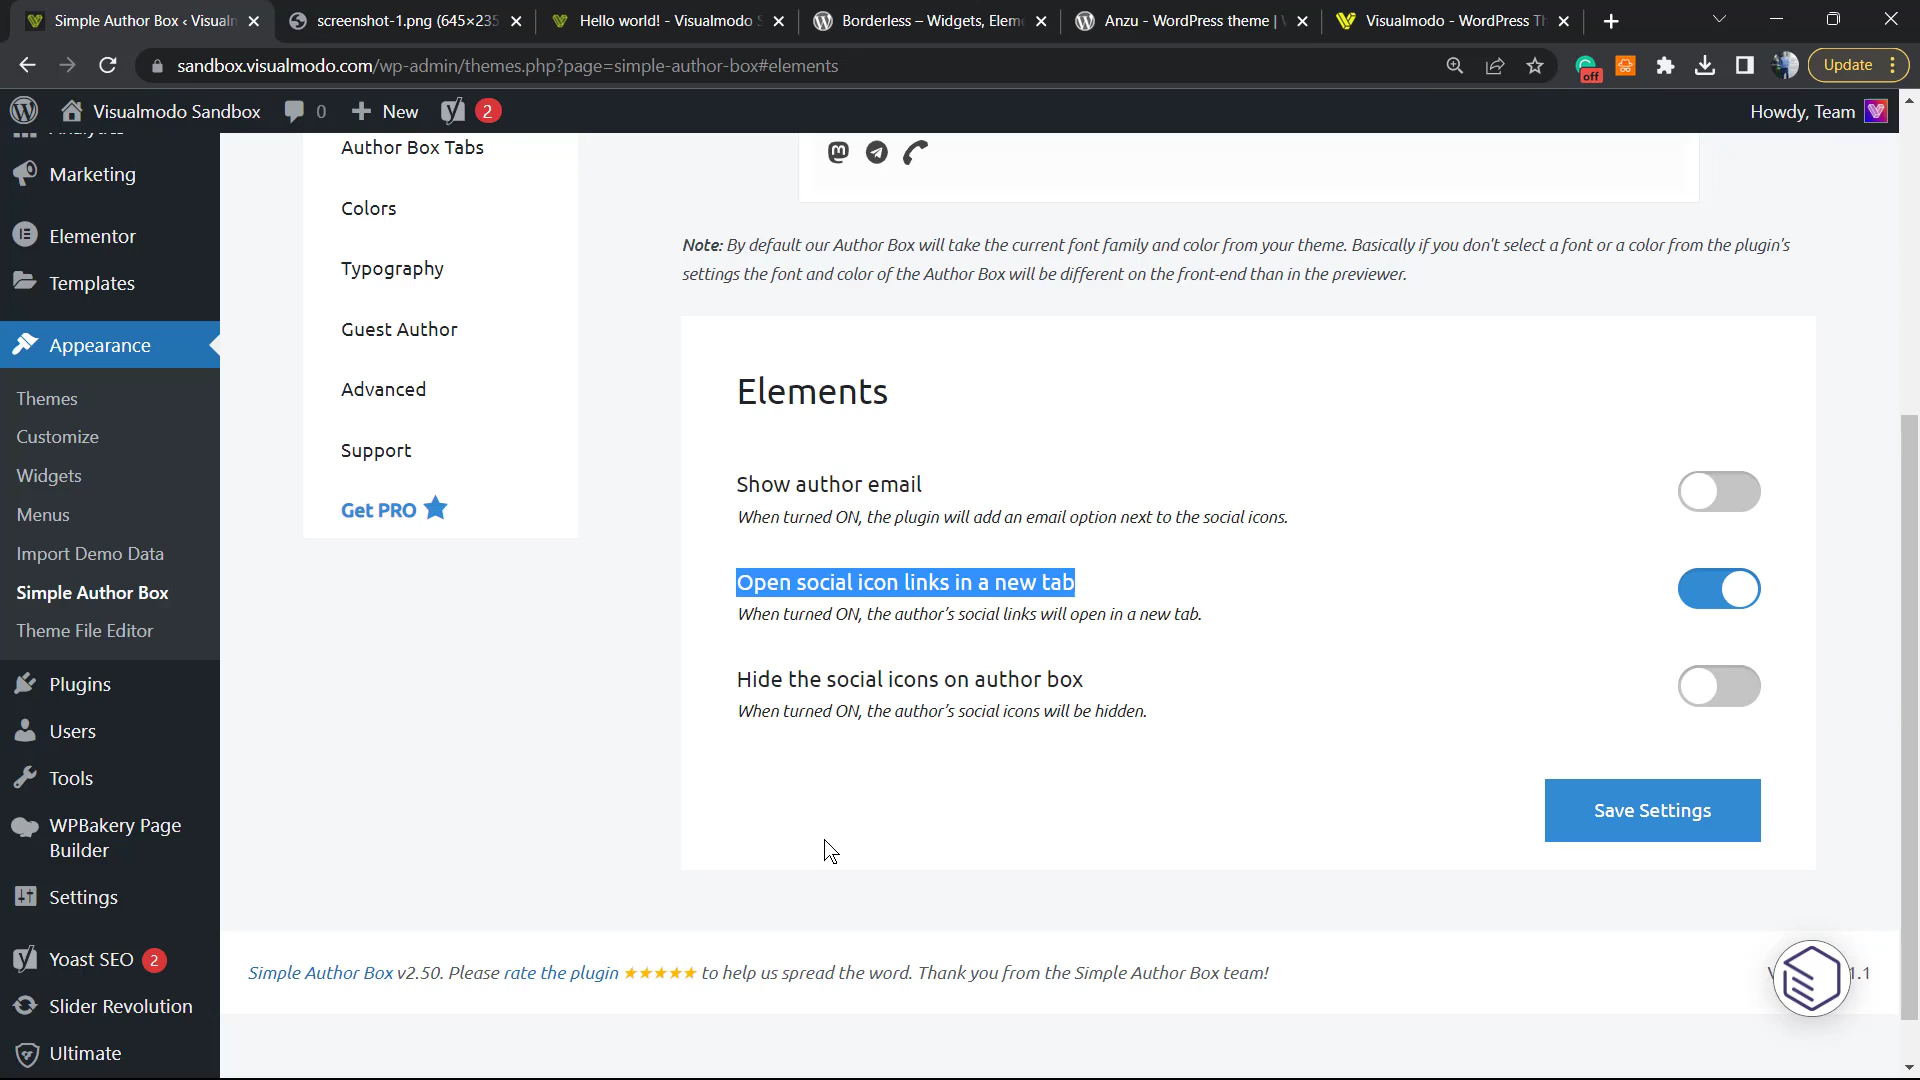 Simple Author Box ‹ Visualn
screenshot-1.png (645×235
Hello world! - Visualmodo S
Borderless – Widgets, Elem
Anzu - WordPress theme |
Visualmodo - WordPress Th
sandbox.visualmodo.com/wp-admin/themes.php?page=simple-author-box#elements
off
Update
Visualmodo Sandbox
0
New
2
Howdy, Team
Analytics
Marketing
Elementor
Templates
Appearance
Themes
Customize
Widgets
Menus
Import Demo Data
Simple Author Box
Theme File Editor
Plugins
Users
Tools
WPBakery Page
Builder
Settings
Yoast SEO 2
Slider Revolution
Ultimate
Author Box Tabs
Colors
Typography
Guest Author
Advanced
Support
Get PRO
Note: By default our Author Box will take the current font family and color from your theme. Basically if you don't select a font or a color from the plugin's
settings the font and color of the Author Box will be different on the front-end than in the previewer.
Elements
Show author email
When turned ON, the plugin will add an email option next to the social icons.
Open social icon links in a new tab
When turned ON, the author's social links will open in a new tab.
Hide the social icons on author box
When turned ON, the author's social icons will be hidden.
Save Settings
Simple Author Box v2.50. Please rate the plugin ★★★★★ to help us spread the word. Thank you from the Simple Author Box team!
1.1